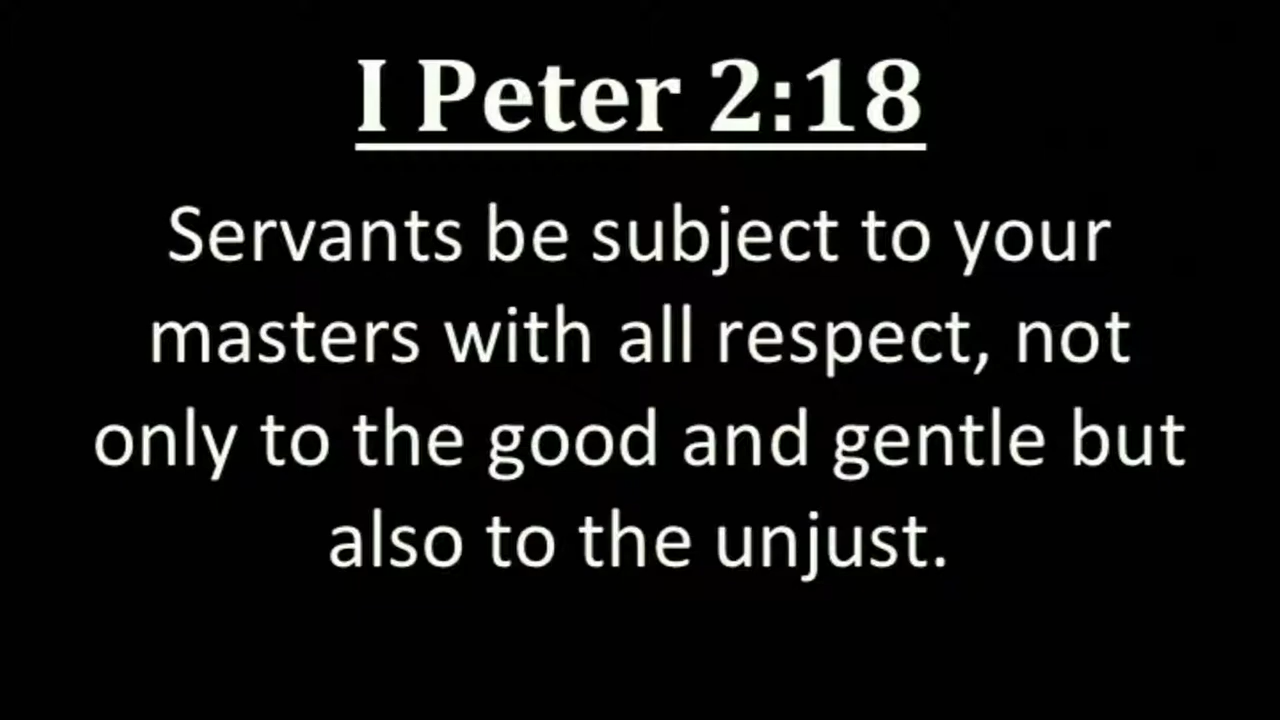 I Peter 2:18
Servants be subject to your
masters with all respect, not
only to the good and gentle but
also to the unjust.